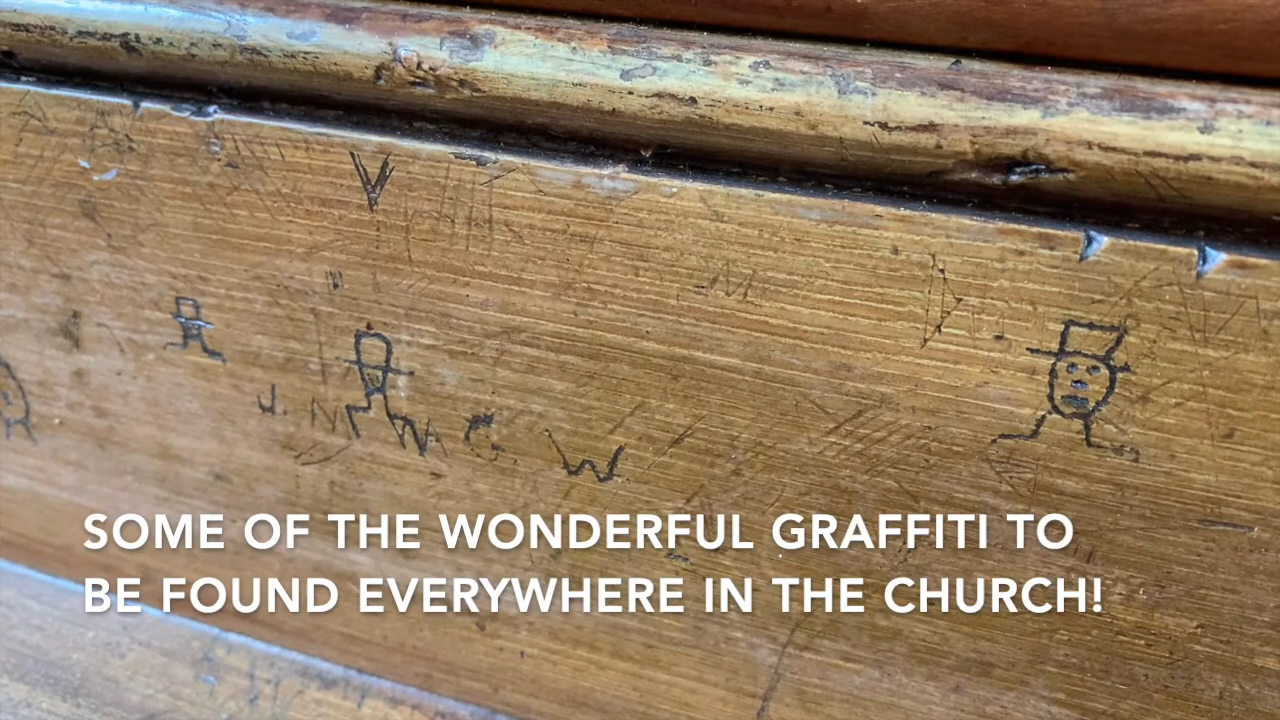 V
M
J. N W G W
SOME OF THE WONDERFUL GRAFFITI TO
BE FOUND EVERYWHERE IN THE CHURCH!